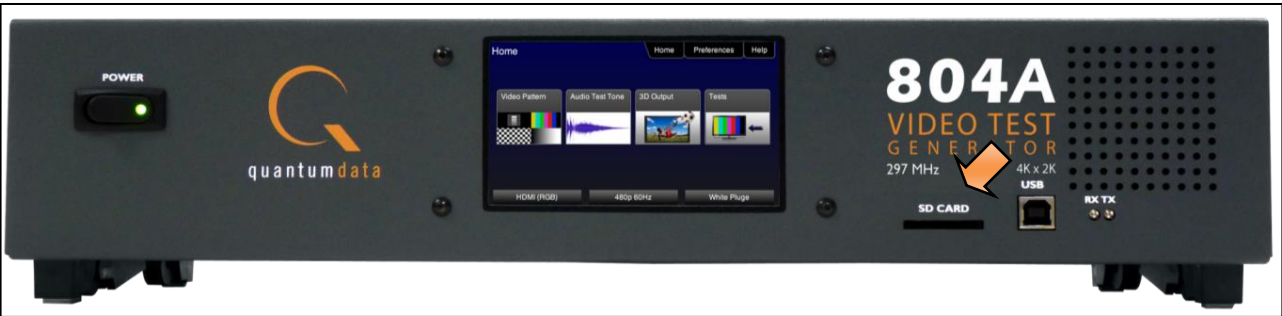 POWER
quantumdata
Home
Home Preferences Help
Video Pattern Audio Test Tone 3D Output Tests
HDMI (RGB) 480p 60Hz White Pluge
804A
VIDEO TEST
297 MHz 4K x 2K
SD CARD
USB
RX TX